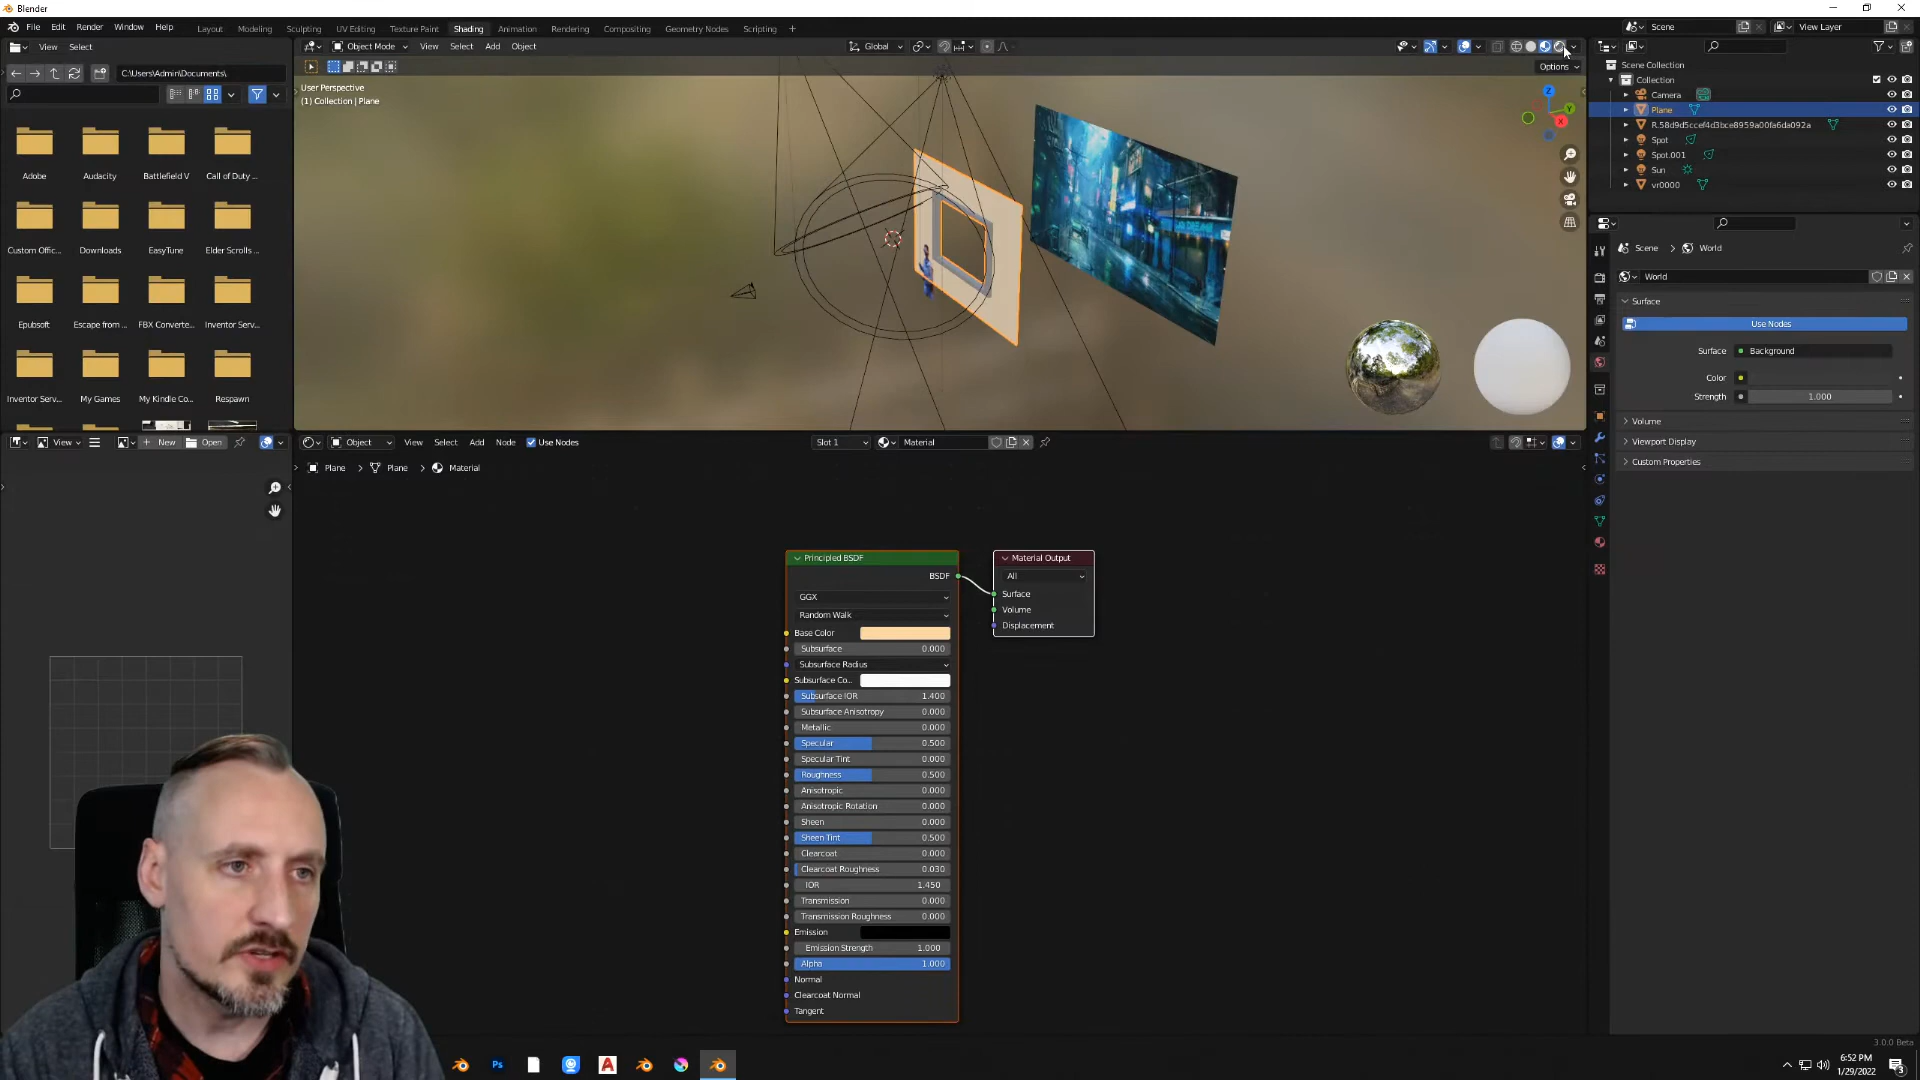 Blender
File Edit Render Window Help
Layout Modeling Sculpting UV Editing Texture Paint Shading Animation Rendering Compositing Geometry Nodes Scripting +
Scene
View Layer
View Select
Object Mode View Select Add Object
Global
C:\Users\Admin\Documents\
Options
User Perspective
(1) Collection | Plane
Z
Y
X
Adobe
Audacity
Battlefield V
Call of Duty ...
Custom Offic...
Downloads
EasyTune
Elder Scrolls ...
Epubsoft
Escape from ...
FBX Converte...
Inventor Serv...
Inventor Serv...
My Games
My Kindle Co...
Respawn
Scene Collection
Collection
Camera
Plane
R.58d9d5ccef4d3bce8959a00fa6da092a
Spot
Spot.001
Sun
vr0000
Scene > World
World
Surface
Use Nodes
Surface Background
Color
Strength 1.000
Volume
Viewport Display
Custom Properties
View
New Open
Object View Select Add Node Use Nodes
Slot 1
Material
Plane > Plane > Material
Principled BSDF
BSDF
GGX
Random Walk
Base Color
Subsurface 0.000
Subsurface Radius
Subsurface Co...
Subsurface IOR 1.400
Subsurface Anisotropy 0.000
Metallic 0.000
Specular 0.500
Specular Tint 0.000
Roughness 0.500
Anisotropic 0.000
Anisotropic Rotation 0.000
Sheen 0.000
Sheen Tint 0.500
Clearcoat 0.000
Clearcoat Roughness 0.030
IOR 1.450
Transmission 0.000
Transmission Roughness 0.000
Emission
Emission Strength 1.000
Alpha 1.000
Normal
Clearcoat Normal
Tangent
Material Output
All
Surface
Volume
Displacement
3.0.0 Beta
Ps
A
6:52 PM
1/29/2022
3